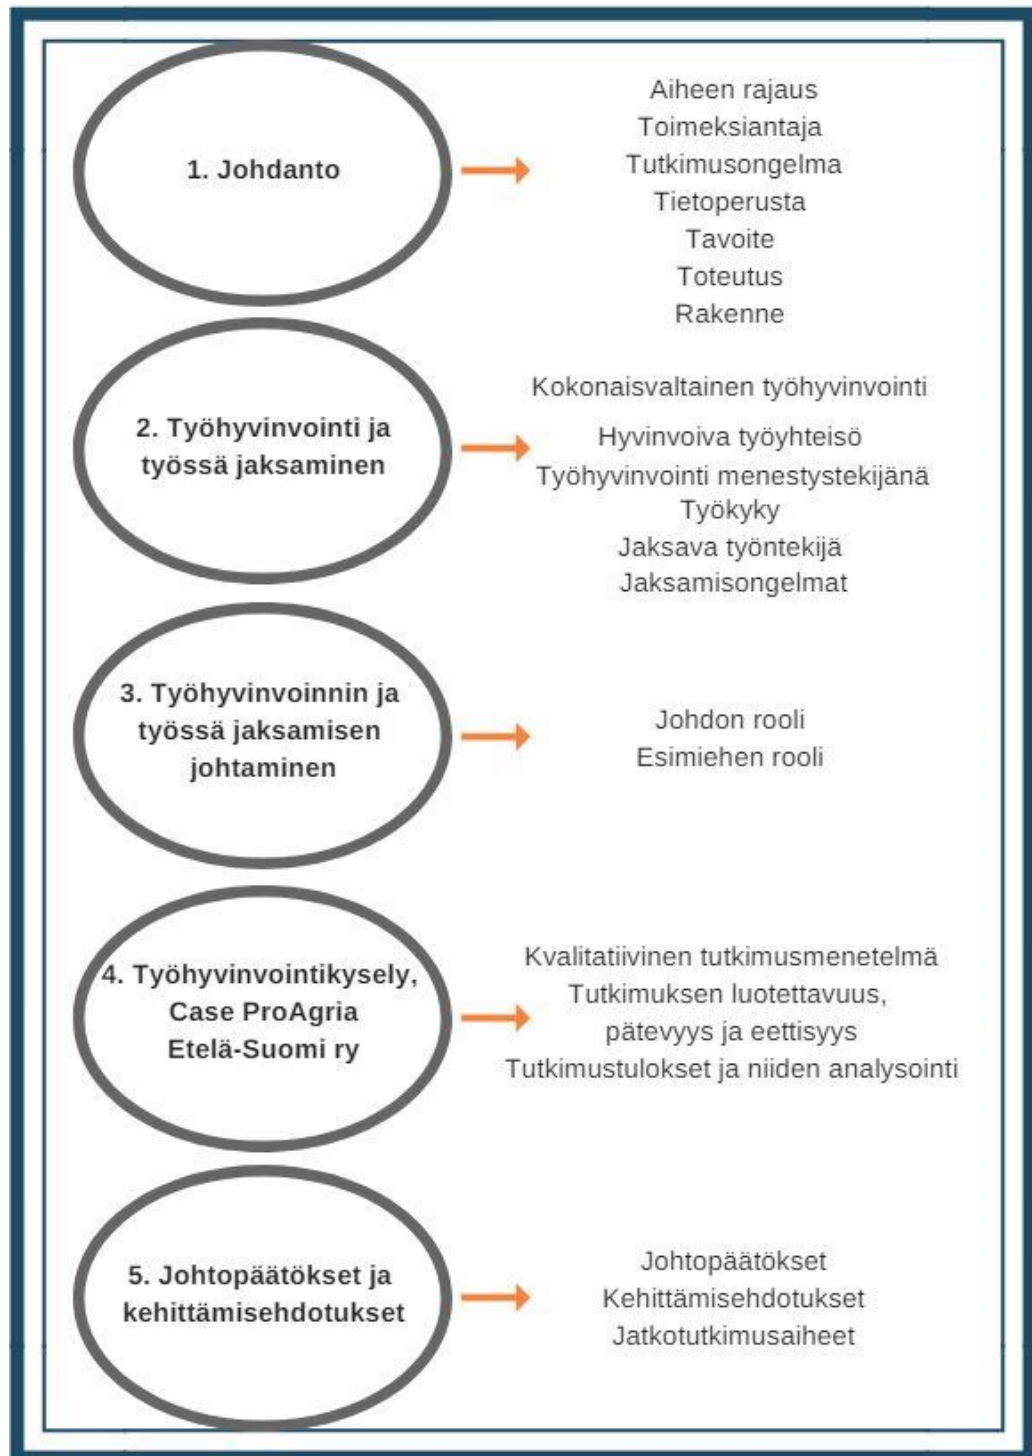 1. Johdanto
Aiheen rajaus
Toimeksiantaja
Tutkimusongelma
Tietoperusta
Tavoite
Toteutus
Rakenne
2. Työhyvinvointi ja
työssä jaksaminen
Kokonaisvaltainen työhyvinvointi
Hyvinvoiva työyhteisö
Työhyvinvointi menestystekijänä
Työkyky
Jaksava työntekijä
Jaksamisongelmat
3. Työhyvinvoinnin ja
työssä jaksamisen
johtaminen
Johdon rooli
Esimiehen rooli
4. Työhyvinvointikysely,
Case ProAgria
Etelä-Suomi ry
Kvalitatiivinen tutkimusmenetelmä
Tutkimuksen luotettavuus,
pätevyys ja eettisyys
Tutkimustulokset ja niiden analysointi
5. Johtopäätökset ja
kehittämisehdotukset
Johtopäätökset
Kehittämisehdotukset
Jatkotutkimusaiheet